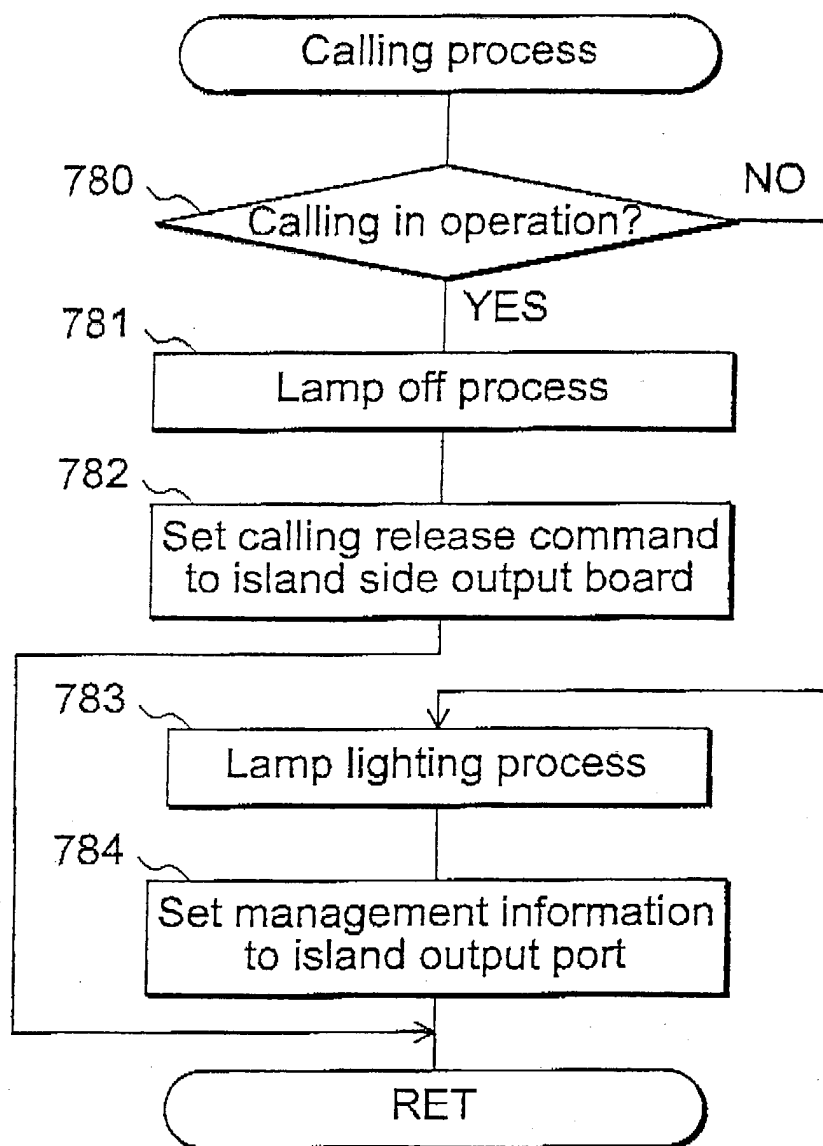 Calling process
780
NO
Calling in operation?
YES
781
Lamp off process
782
Set calling release command
to island side output board
783
Lamp lighting process
784
Set management information
to island output port
RET